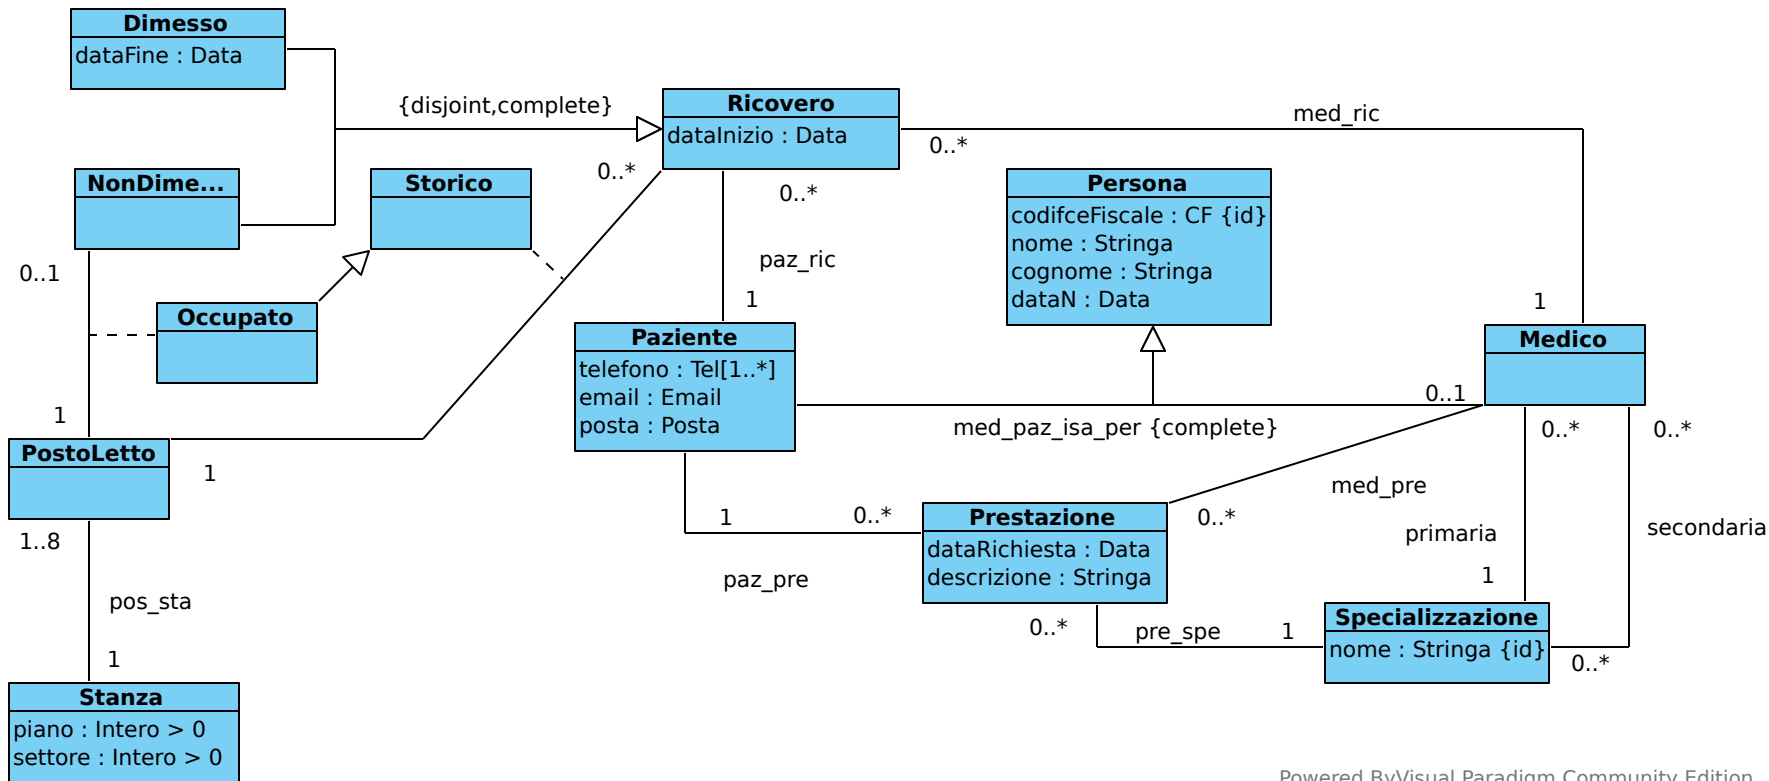 Dimesso
dataFine : Data
{disjoint,complete}
Ricovero
dataInizio : Data
med_ric
0..*
0..*
0..*
NonDime...
Storico
Persona
codifceFiscale : CF {id}
nome : Stringa
cognome : Stringa
dataN : Data
0..1
paz_ric
1
1
Occupato
Paziente
telefono : Tel[1..*]
email : Email
posta : Posta
Medico
0..1
med_paz_isa_per {complete}
1
0..*
0..*
PostoLetto
1
1..8
med_pre
1
0..*
Prestazione
dataRichiesta : Data
descrizione : Stringa
0..*
primaria
secondaria
paz_pre
1
pos_sta
0..*
pre_spe
1
Specializzazione
nome : Stringa {id}
0..*
1
Stanza
piano : Intero > 0
settore : Intero > 0
Powered ByVisual Paradigm Community Edition